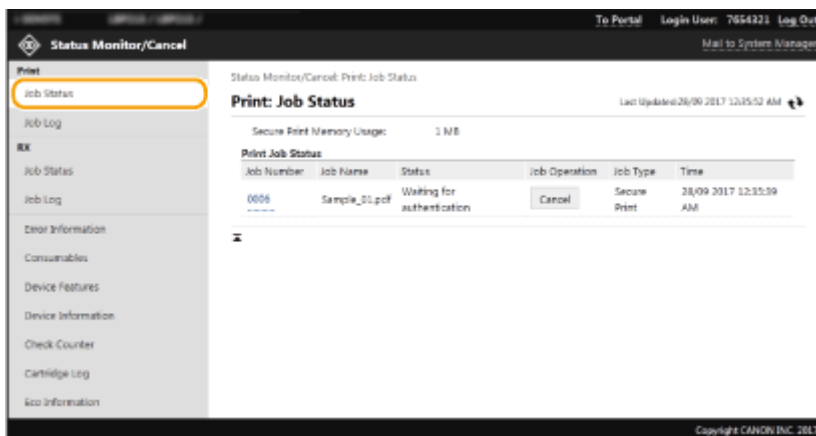 To Portal Login User: 7654321 Log Out
Status Monitor/Cancel
Mail to System Manager
Print
Job Status
Job Log
RX
Job Status
Job Log
Error Information
Consumables
Device Features
Device Information
Check Counter
Cartridge Log
Eco Information
Status Monitor/Cancel: Print: Job Status
Print: Job Status
Last Updated:28/09 2017 12:35:52 AM
Secure Print Memory Usage: 1 MB
Print Job Status
Job Number Job Name Status Job Operation Job Type Time
0006 Sample_01.pdf Waiting for authentication Cancel Secure Print 28/09 2017 12:35:39 AM
Copyright CANON INC. 2017